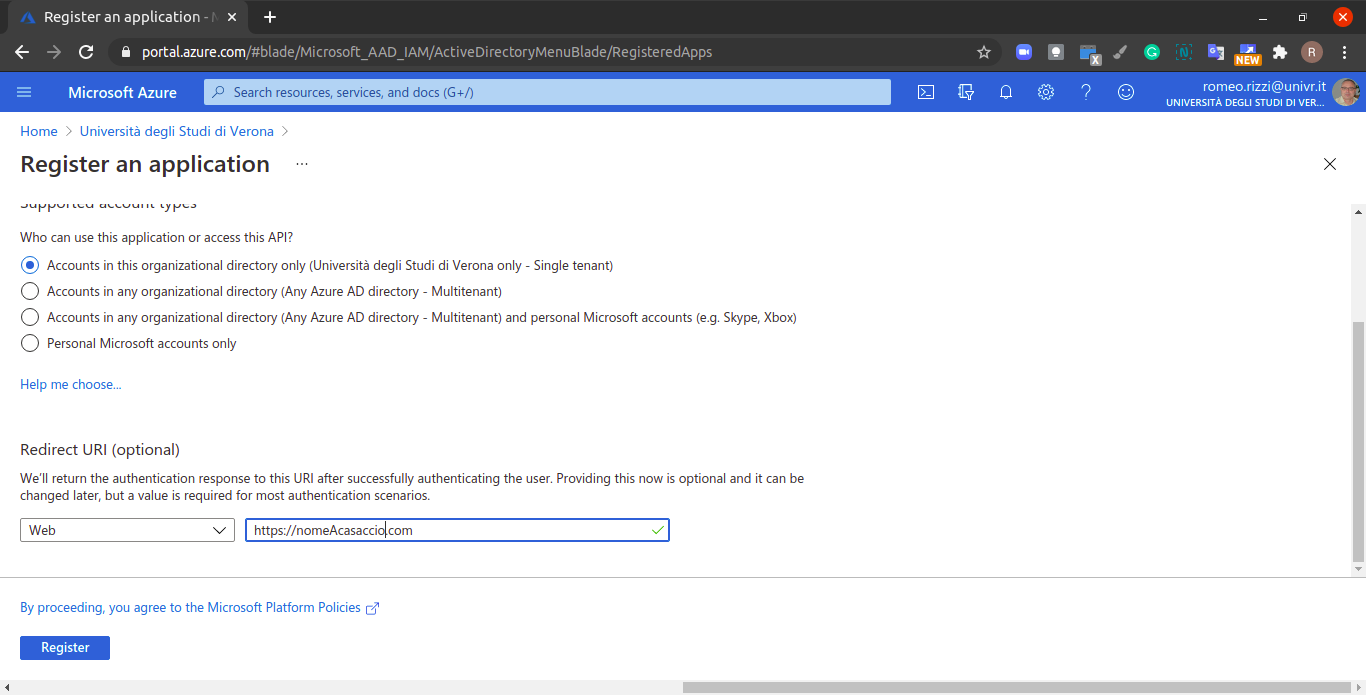 Register an application - M
portal.azure.com/#blade/Microsoft_AAD_IAM/ActiveDirectoryMenuBlade/RegisteredApps
X
G
N
G
NEW
R
Microsoft Azure
Search resources, services, and docs (G+/)
romeo.rizzi@univr.it
UNIVERSITÀ DEGLI STUDI DI VER...
Home > Università degli Studi di Verona >
Register an application ...
Supported account types
Who can use this application or access this API?
Accounts in this organizational directory only (Università degli Studi di Verona only - Single tenant)
Accounts in any organizational directory (Any Azure AD directory - Multitenant)
Accounts in any organizational directory (Any Azure AD directory - Multitenant) and personal Microsoft accounts (e.g. Skype, Xbox)
Personal Microsoft accounts only
Help me choose...
Redirect URI (optional)
We'll return the authentication response to this URI after successfully authenticating the user. Providing this now is optional and it can be
changed later, but a value is required for most authentication scenarios.
Web
https://nomeAcasaccio.com
By proceeding, you agree to the Microsoft Platform Policies
Register